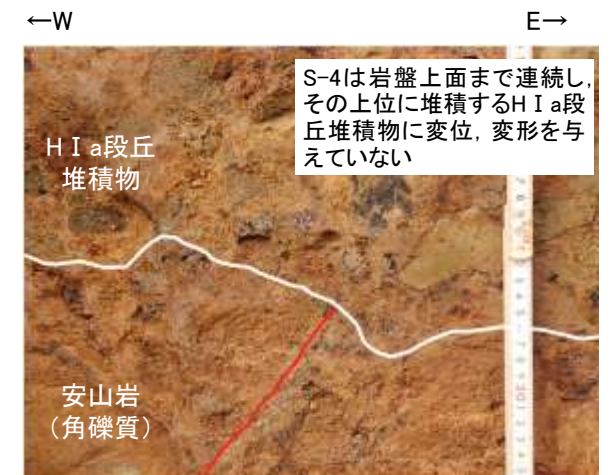 ←W
E→
S-4は岩盤上面まで連続し,
その上位に堆積するHⅠa段
丘堆積物に変位，変形を与
えていない
HⅠa段丘
堆積物
安山岩
（角礫質）